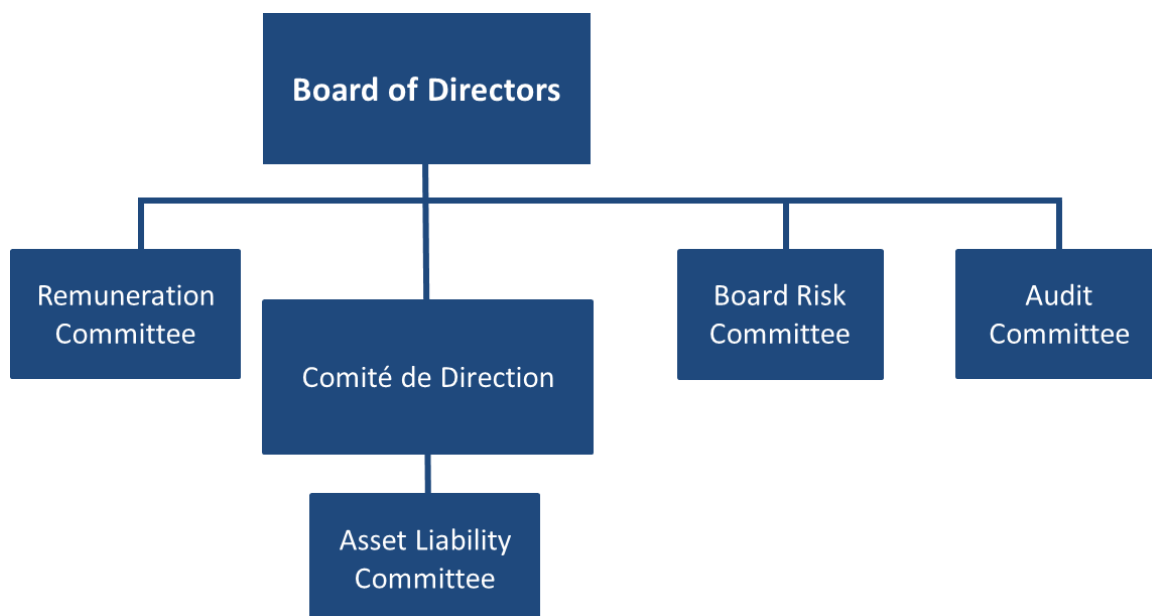 Board of Directors
Remuneration
Committee
Comité de Direction
Board Risk
Committee
Audit
Committee
Asset Liability
Committee